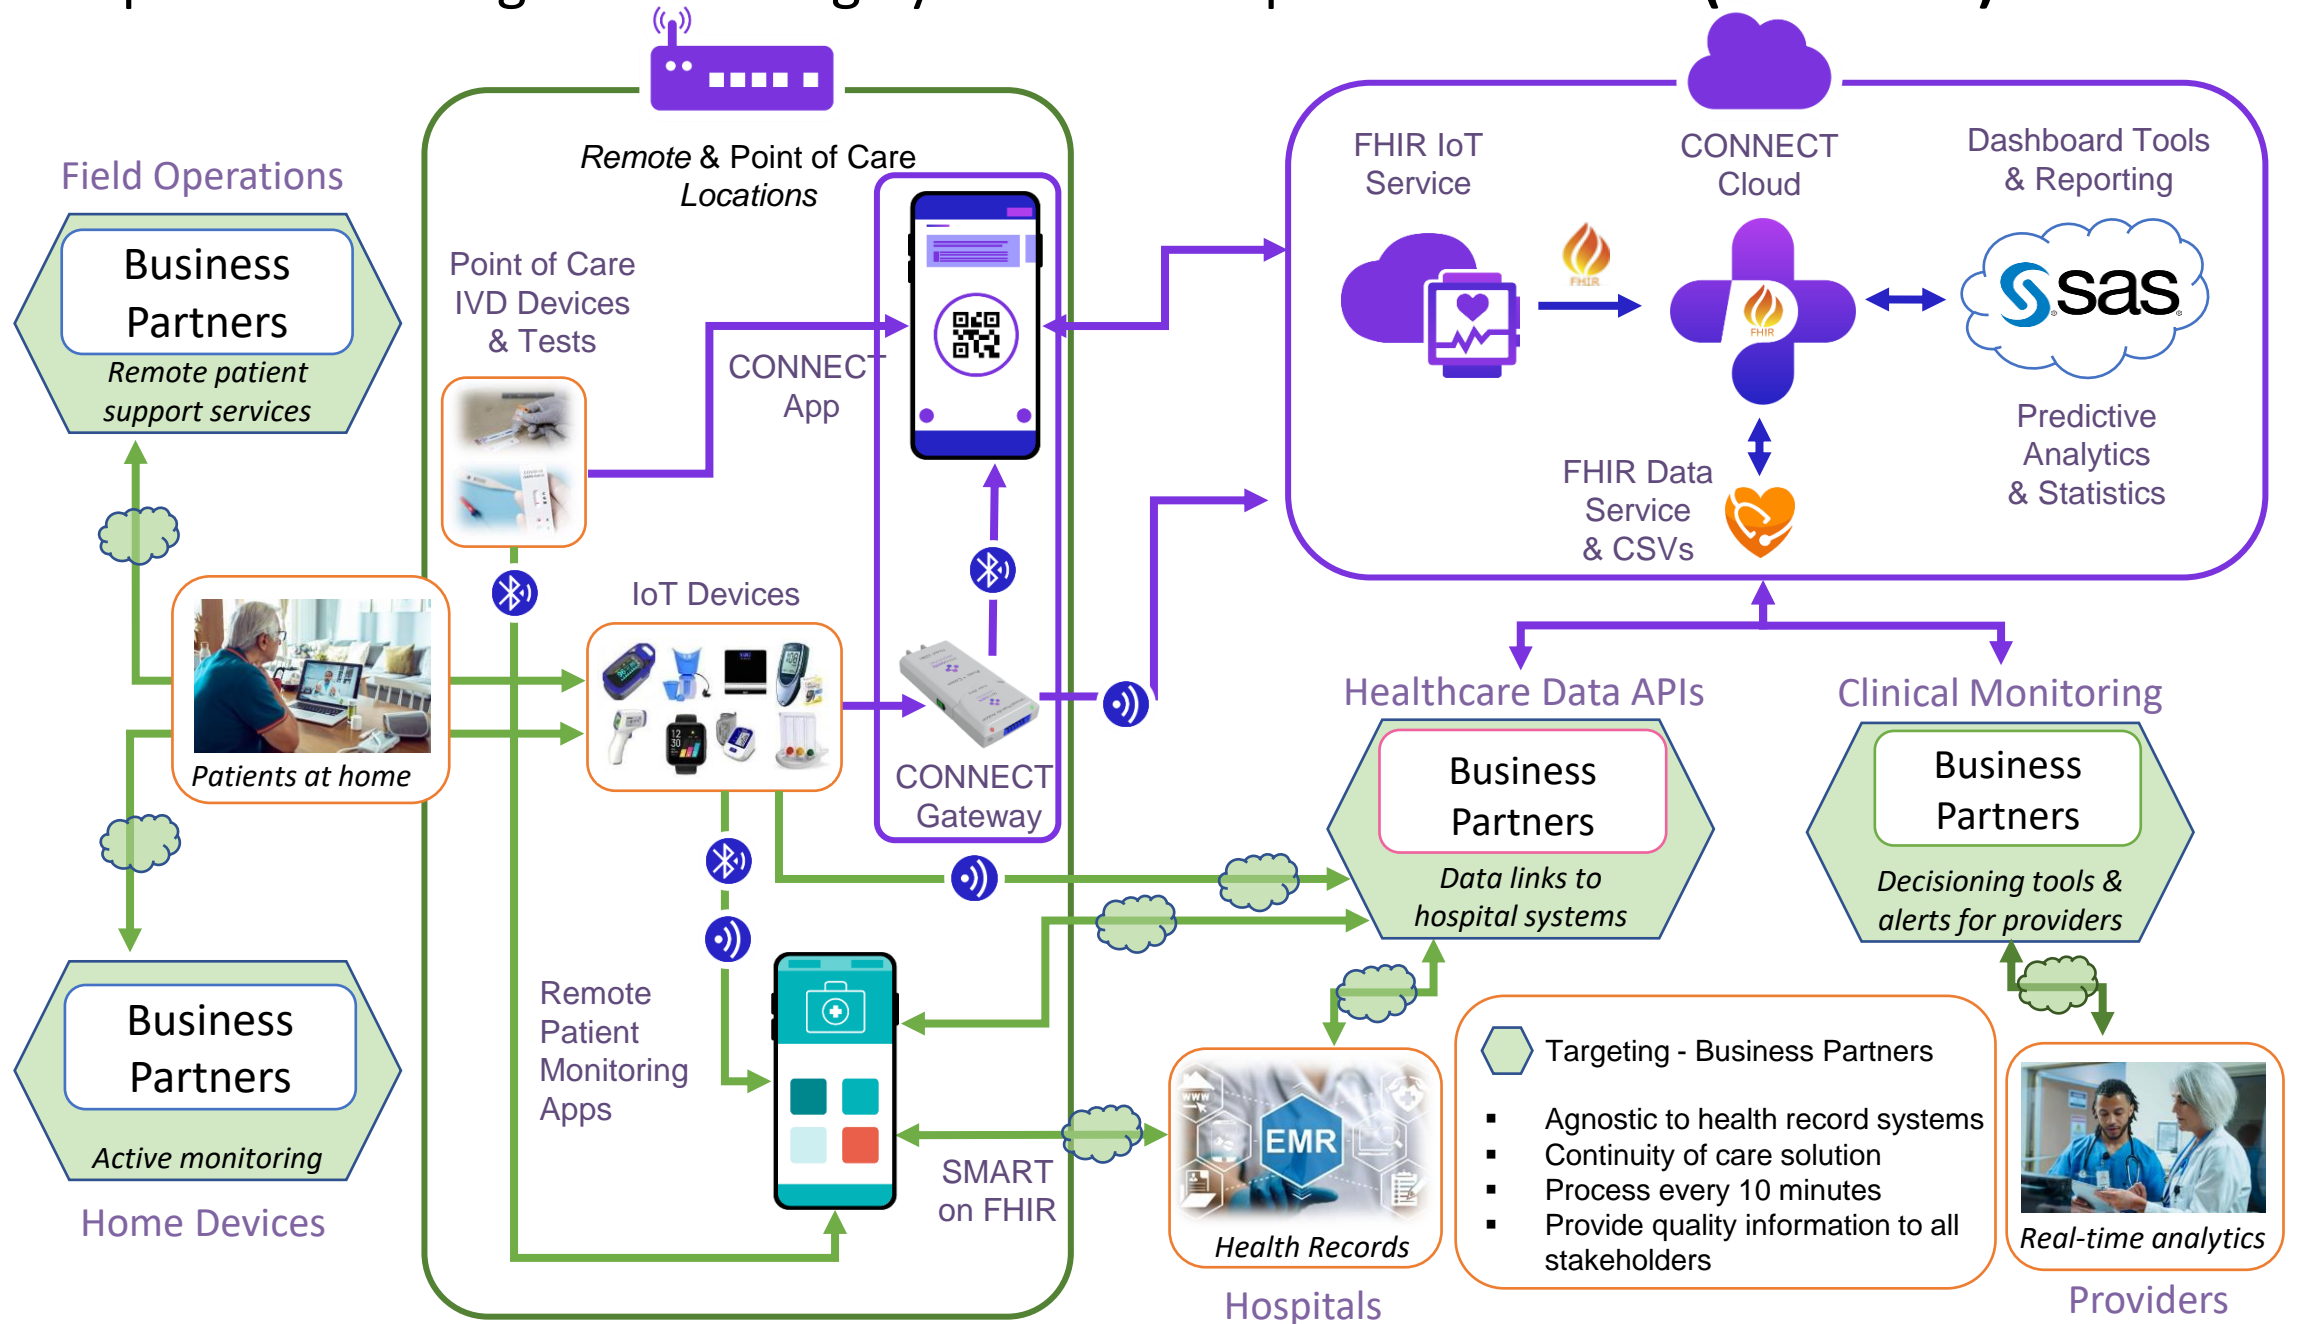 Remote & Point of Care
Locations
Field Operations
Business
Partners
Remote patient
support services
Point of Care
IVD Devices
& Tests
CONNECT
App
IoT Devices
Patients at home
CONNECT
Gateway
Business
Partners
Active monitoring
Home Devices
Remote
Patient
Monitoring
Apps
SMART
on FHIR
FHIR IoT
Service
FHIR
CONNECT
Cloud
FHIR
Dashboard Tools
& Reporting
sas
Predictive
Analytics
& Statistics
FHIR Data
Service
& CSVs
Healthcare Data APIs
Business
Partners
Data links to
hospital systems
Clinical Monitoring
Business
Partners
Decisioning tools &
alerts for providers
www
EMR
Health Records
Hospitals
Targeting - Business Partners
▪ Agnostic to health record systems
▪ Continuity of care solution
▪ Process every 10 minutes
▪ Provide quality information to all
stakeholders
Real-time analytics
Providers